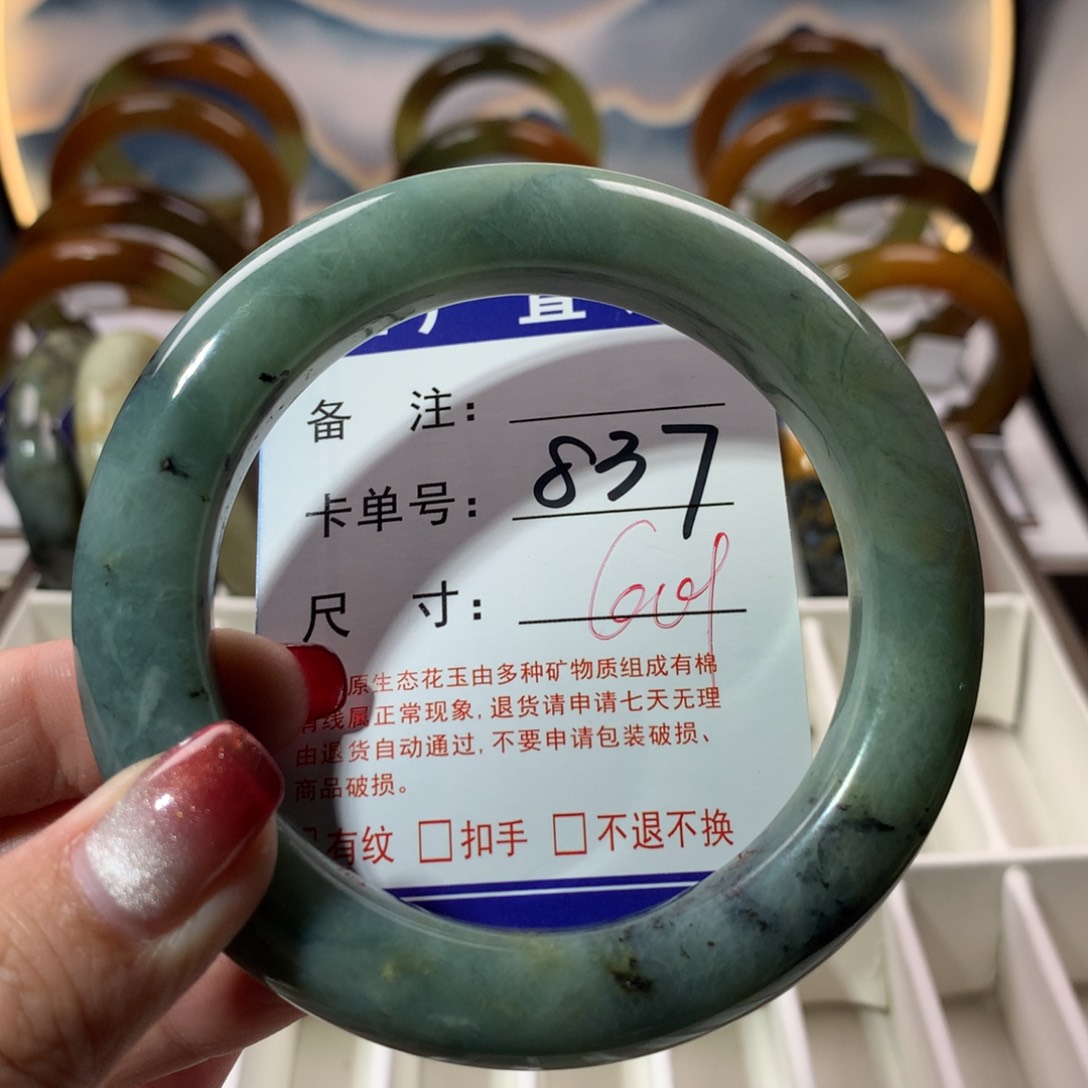 直
备 注:
卡单号: 837
尺 寸:
原生态花玉由多种矿物质组成有棉
有线属正常现象, 退货请申请七天无理
由退货自动通过, 不要申请包装破损、
商品破损。
□有纹 □扣手 □不退不换